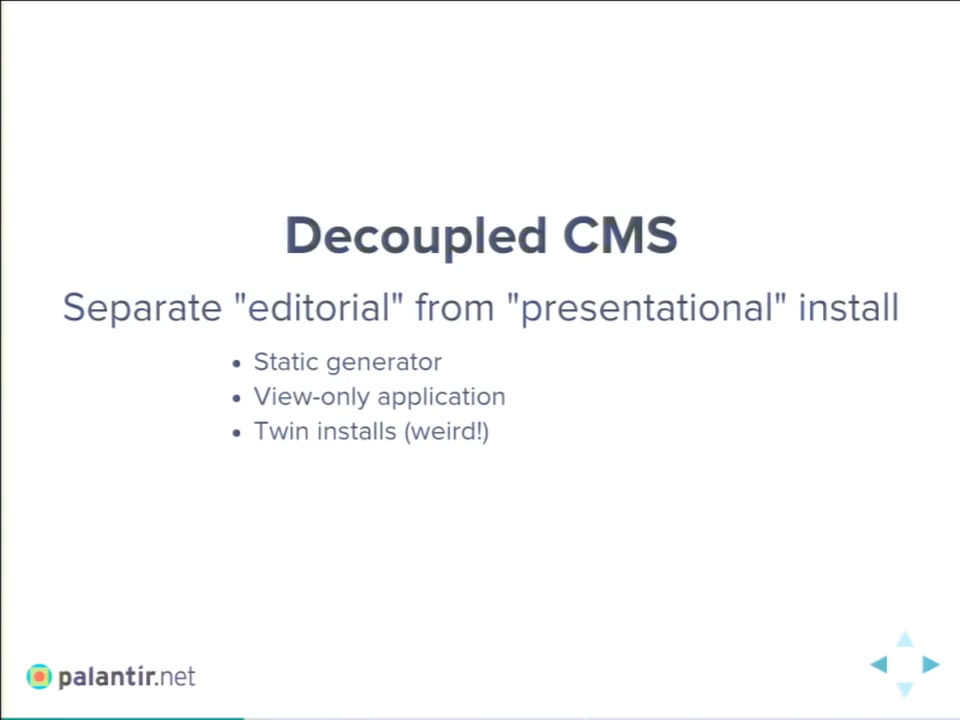 Decoupled CMS
Separate "editorial" from "presentational" install
• Static generator
• View-only application
• Twin installs (weird!)
palantir.net